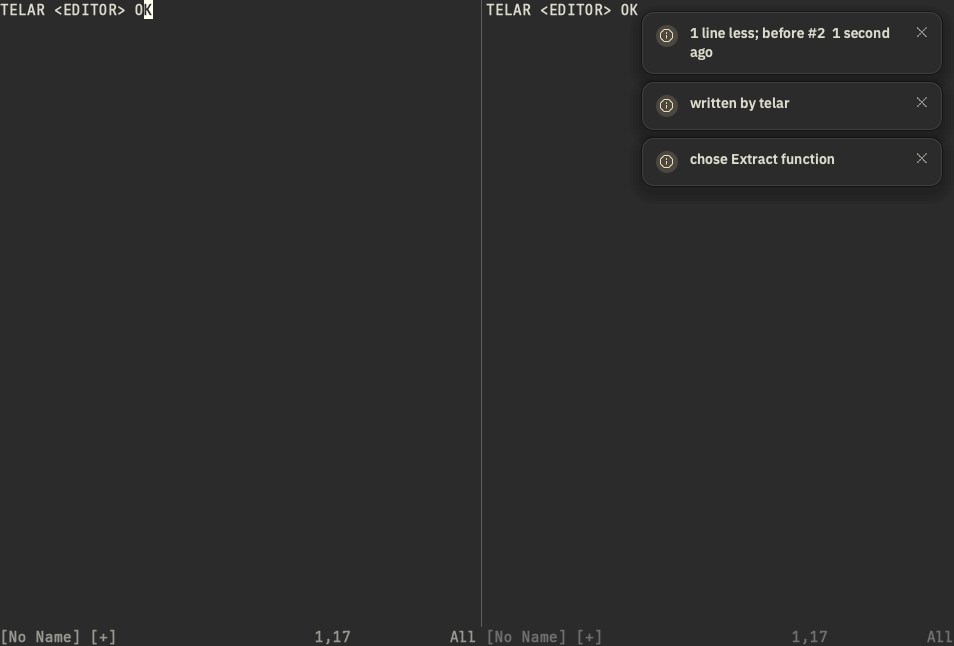 TELAR <EDITOR> OK
TELAR <EDITOR> OK
1 line less; before #2  1 second
ago
written by telar
chose Extract function
[No Name] [+] 1,17 All
[No Name] [+] 1,17 All